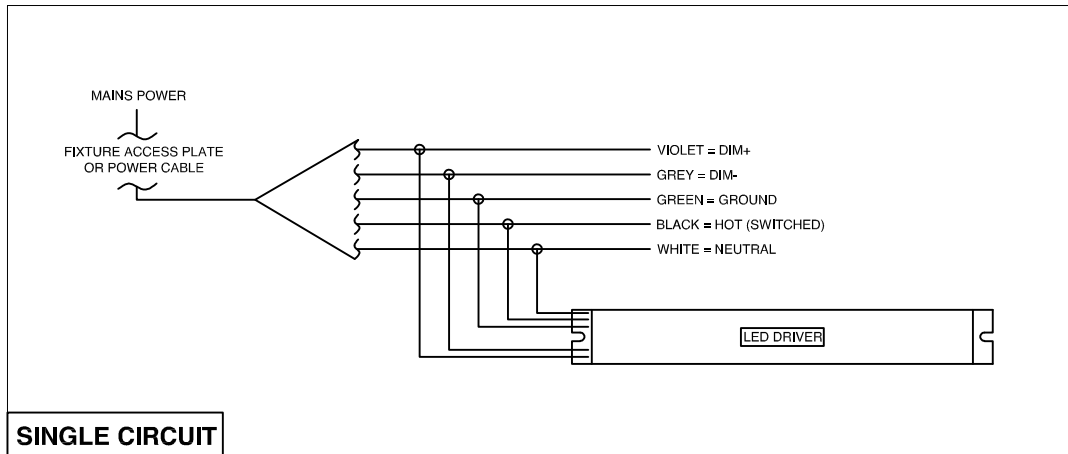 MAINS POWER
FIXTURE ACCESS PLATE
OR POWER CABLE
VIOLET = DIM+
GREY = DIM-
GREEN = GROUND
BLACK = HOT (SWITCHED)
WHITE = NEUTRAL
LED DRIVER
SINGLE CIRCUIT